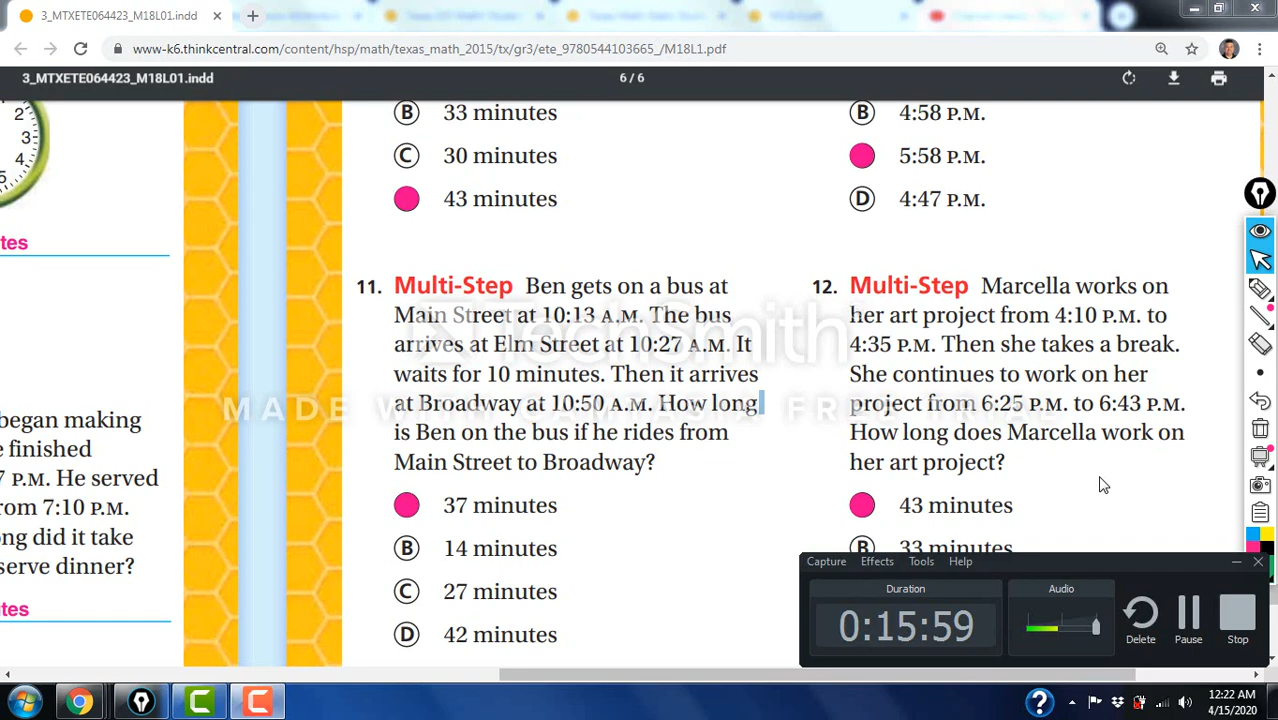 3_MTXETE064423_M18L01.indd
www-k6.thinkcentral.com/content/hsp/math/texas_math_2015/tx/gr3/ete_9780544103665_/M18L1.pdf
3_MTXETE064423_M18L01.indd
6 / 6
2
3
4
5
tes
began making
e finished
7 P.M. He served
rom 7:10 P.M.
ng did it take
serve dinner?
tes
B 33 minutes
C 30 minutes
43 minutes
B 4:58 P.M.
5:58 P.M.
D 4:47 P.M.
11. Multi-Step Ben gets on a bus at
Main Street at 10:13 A.M. The bus
arrives at Elm Street at 10:27 A.M. It
waits for 10 minutes. Then it arrives
at Broadway at 10:50 A.M. How long
is Ben on the bus if he rides from
Main Street to Broadway?
37 minutes
B 14 minutes
C 27 minutes
D 42 minutes
12. Multi-Step Marcella works on
her art project from 4:10 P.M. to
4:35 P.M. Then she takes a break.
She continues to work on her
project from 6:25 P.M. to 6:43 P.M.
How long does Marcella work on
her art project?
43 minutes
B 33 minutes
TechSmith
MADE WITH CAMTASIA FREE TRIAL
Capture Effects Tools Help
Duration
0:15:59
Audio
Delete
Pause
Stop
12:22 AM
4/15/2020